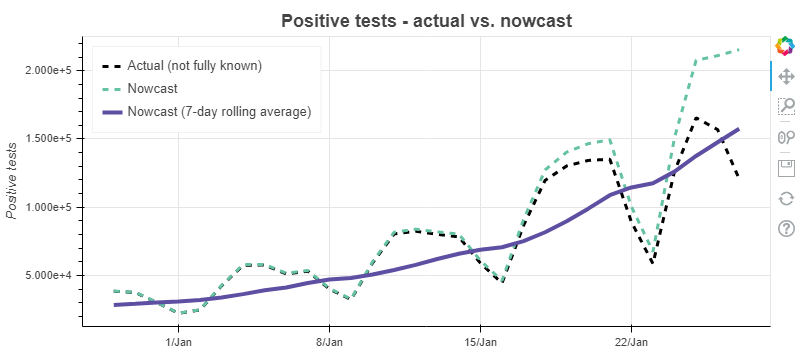 Positive tests - actual vs. nowcast
Actual (not fully known)
Nowcast
Nowcast (7-day rolling average)
2.000e+5
1.500e+5
1.000e+5
5.000e+4
Positive tests
1/Jan
8/Jan
15/Jan
22/Jan